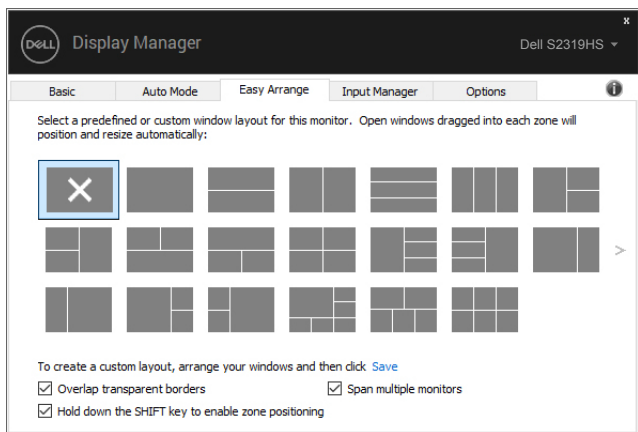 x
DELL Display Manager Dell S2319HS
Basic Auto Mode Easy Arrange Input Manager Options i
Select a predefined or custom window layout for this monitor. Open windows dragged into each zone will
position and resize automatically:
>
To create a custom layout, arrange your windows and then click Save
Overlap transparent borders Span multiple monitors
Hold down the SHIFT key to enable zone positioning